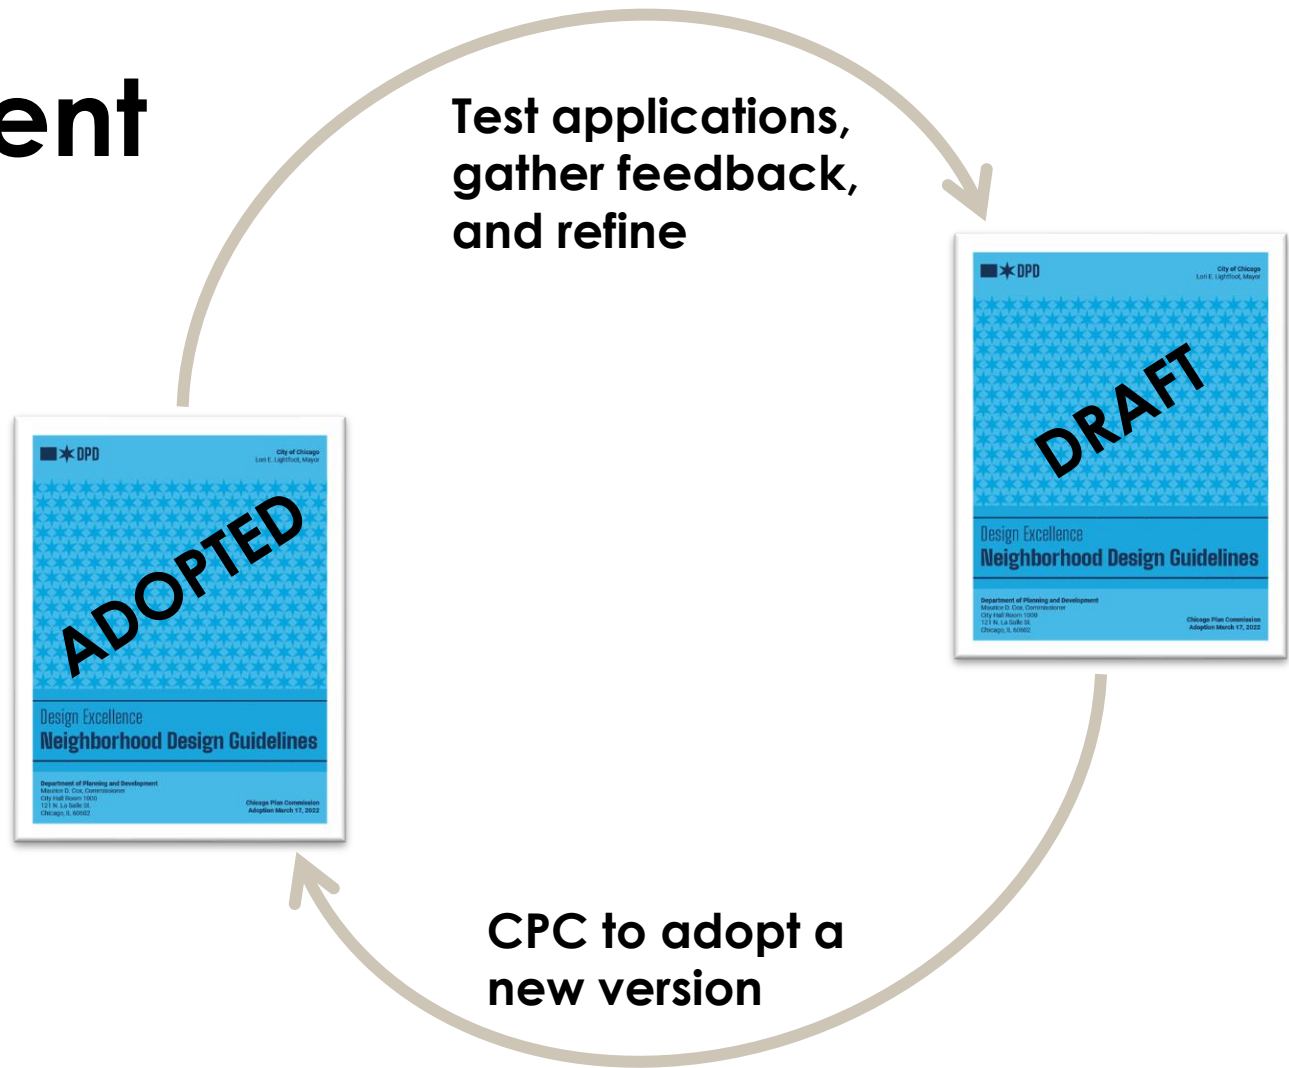 ent
Test applications,
gather feedback,
and refine
DPD
City of Chicago
Lori E. Lightfoot, Mayor
DRAFT
Design Excellence
Neighborhood Design Guidelines
Department of Planning and Development
Maurice D. Cox, Commissioner
City Hall Room 1000
121 N. La Salle St.
Chicago, IL 60602
Chicago Plan Commission
Adoption March 17, 2022
DPD
City of Chicago
Lori E. Lightfoot, Mayor
ADOPTED
Design Excellence
Neighborhood Design Guidelines
Department of Planning and Development
Maurice D. Cox, Commissioner
City Hall Room 1000
121 N. La Salle St.
Chicago, IL 60602
Chicago Plan Commission
Adoption March 17, 2022
CPC to adopt a
new version